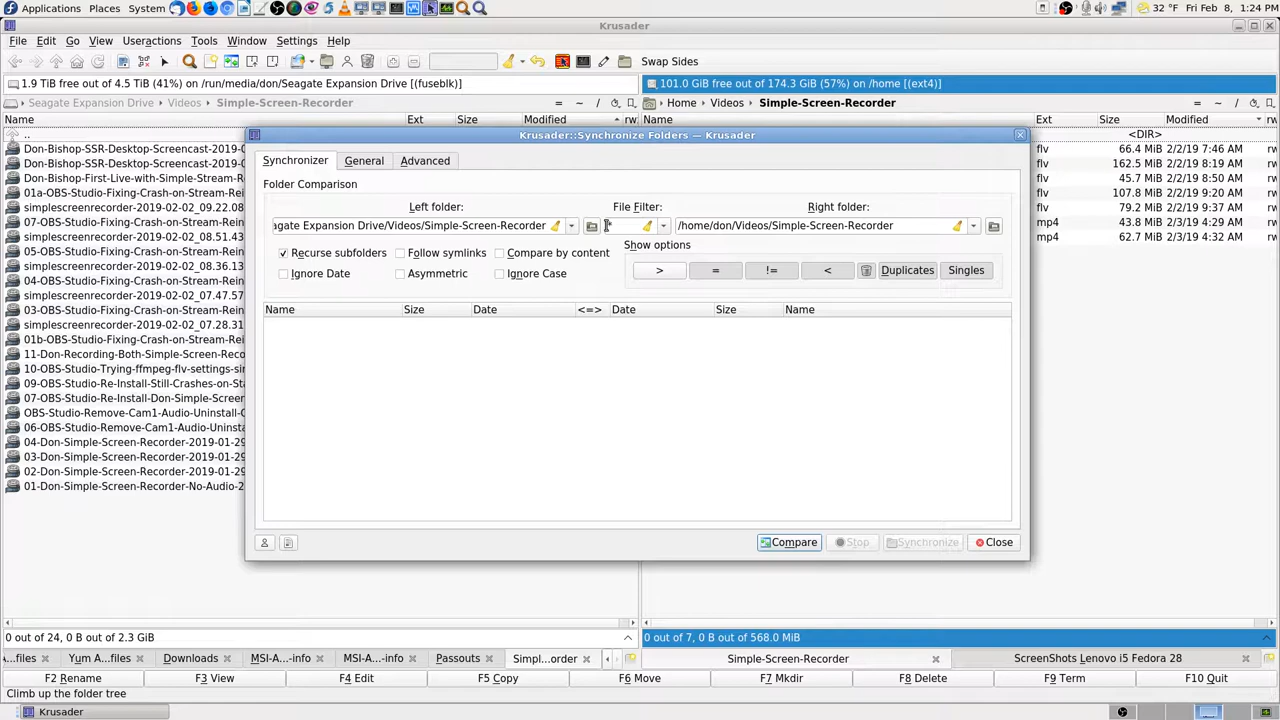 Applications Places System 32 °F Fri Feb 8, 1:24 PM
Krusader
File Edit Go View Useractions Tools Window Settings Help
Swap Sides
1.9 TiB free out of 4.5 TiB (41%) on /run/media/don/Seagate Expansion Drive [(fuseblk)]
101.0 GiB free out of 174.3 GiB (57%) on /home [(ext4)]
Seagate Expansion Drive > Videos > Simple-Screen-Recorder
= ~ /
Home > Videos > Simple-Screen-Recorder
= ~ /
Name Ext Size Modified rw
Name Ext Size Modified rw
..
<DIR>
Don-Bishop-SSR-Desktop-Screencast-2019-0
flv 66.4 MiB 2/2/19 7:46 AM rw
Don-Bishop-SSR-Desktop-Screencast-2019-0
flv 162.5 MiB 2/2/19 8:19 AM rw
Don-Bishop-First-Live-with-Simple-Screen-R
flv 45.7 MiB 2/2/19 8:50 AM rw
01a-OBS-Studio-Fixing-Crash-on-Stream-Rei
flv 107.8 MiB 2/2/19 9:20 AM rw
simplescreenrecorder-2019-02-02_09.22.08
flv 79.2 MiB 2/2/19 9:37 AM rw
07-OBS-Studio-Fixing-Crash-on-Stream-Rein
mp4 43.8 MiB 2/2/19 4:29 AM rw
simplescreenrecorder-2019-02-02_08.51.43
mp4 62.7 MiB 2/3/19 4:32 AM rw
05-OBS-Studio-Fixing-Crash-on-Stream-Rein
simplescreenrecorder-2019-02-02_08.36.13
04-OBS-Studio-Fixing-Crash-on-Stream-Rein
simplescreenrecorder-2019-02-02_07.47.57
03-OBS-Studio-Fixing-Crash-on-Stream-Rein
simplescreenrecorder-2019-02-02_07.28.31
01b-OBS-Studio-Fixing-Crash-on-Stream-Rei
11-Don-Recording-Both-Simple-Screen-Reco
10-OBS-Studio-Trying-ffmpeg-flv-settings-si
09-OBS-Studio-Re-Install-Still-Crashes-on-St
07-OBS-Studio-Re-Install-Don-Simple-Screen
OBS-Studio-Remove-Cam1-Audio-Uninstall-C
06-OBS-Studio-Remove-Cam1-Audio-Uninst
04-Don-Simple-Screen-Recorder-2019-01-29
03-Don-Simple-Screen-Recorder-2019-01-29
02-Don-Simple-Screen-Recorder-2019-01-29
01-Don-Simple-Screen-Recorder-No-Audio-2
Krusader::Synchronize Folders — Krusader
Synchronizer General Advanced
Folder Comparison
Left folder: File Filter: Right folder:
agate Expansion Drive/Videos/Simple-Screen-Recorder /home/don/Videos/Simple-Screen-Recorder
Recurse subfolders Follow symlinks Compare by content Show options
Ignore Date Asymmetric Ignore Case > = != < Duplicates Singles
Name Size Date <=> Date Size Name
Compare Stop Synchronize Close
0 out of 24, 0 B out of 2.3 GiB
0 out of 7, 0 B out of 568.0 MiB
A...files Yum A...files Downloads MSI-A...-info MSI-A...-info Passouts Simpl...order
Simple-Screen-Recorder ScreenShots Lenovo i5 Fedora 28
F2 Rename F3 View F4 Edit F5 Copy F6 Move F7 Mkdir F8 Delete F9 Term F10 Quit
Climb up the folder tree
Krusader